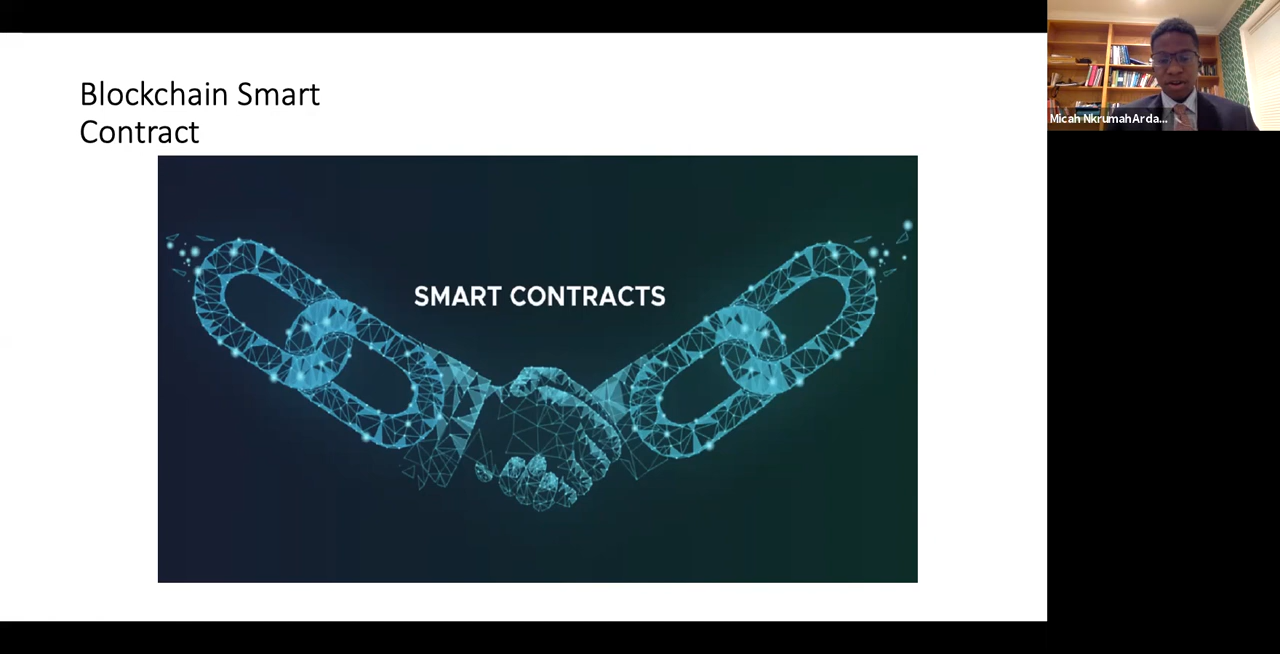 Blockchain Smart
Contract
SMART CONTRACTS
Micah NkrumahArda...